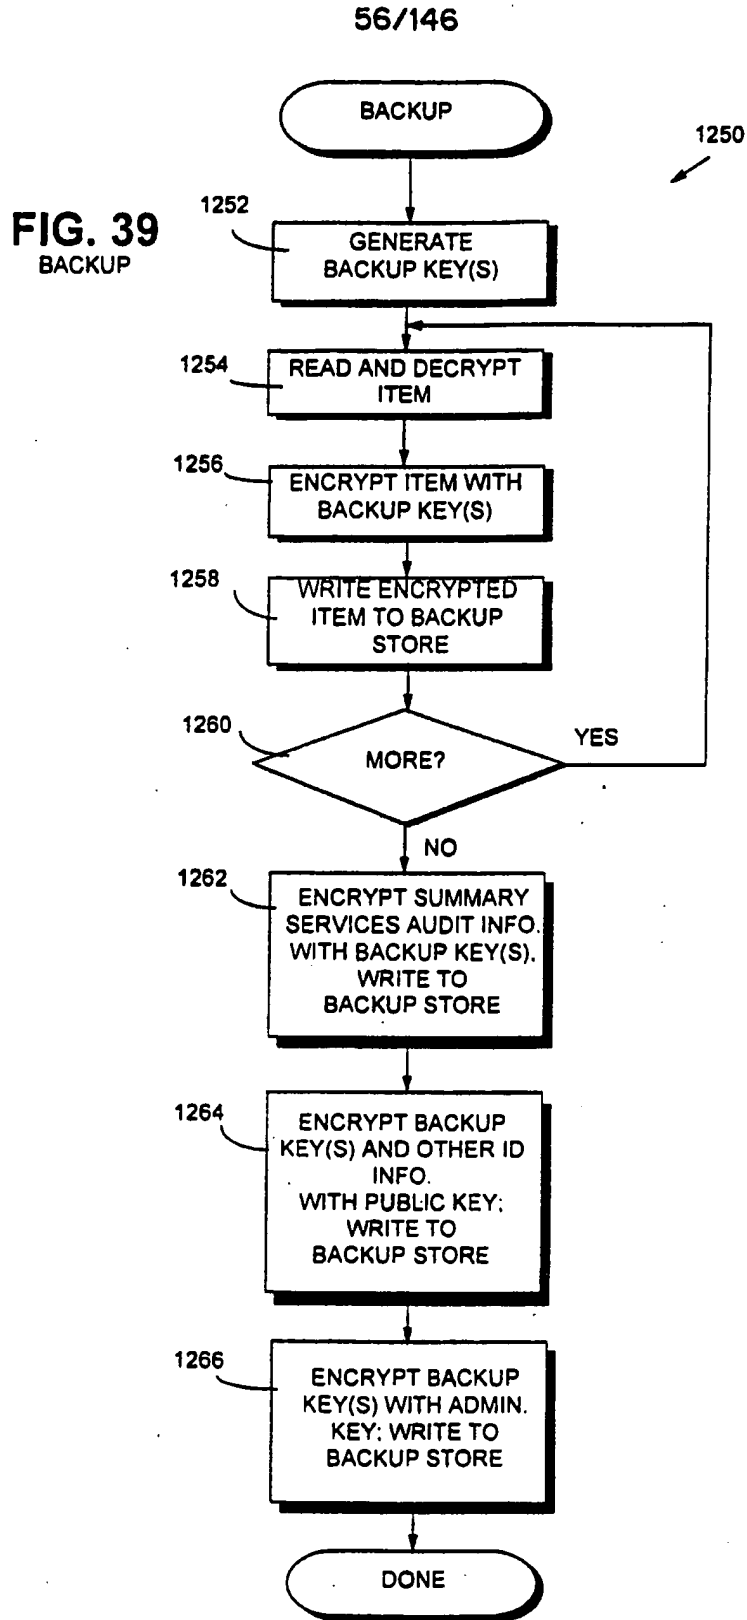 56/146
BACKUP
1250
FIG. 39
BACKUP
1252
GENERATE
BACKUP KEY(S)
1254
READ AND DECRYPT
ITEM
1256
ENCRYPT ITEM WITH
BACKUP KEY(S)
1258
WRITE ENCRYPTED
ITEM TO BACKUP
STORE
1260
MORE?
YES
NO
1262
ENCRYPT SUMMARY
SERVICES AUDIT INFO.
WITH BACKUP KEY(S).
WRITE TO
BACKUP STORE
1264
ENCRYPT BACKUP
KEY(S) AND OTHER ID
INFO.
WITH PUBLIC KEY;
WRITE TO
BACKUP STORE
1266
ENCRYPT BACKUP
KEY(S) WITH ADMIN.
KEY; WRITE TO
BACKUP STORE
DONE